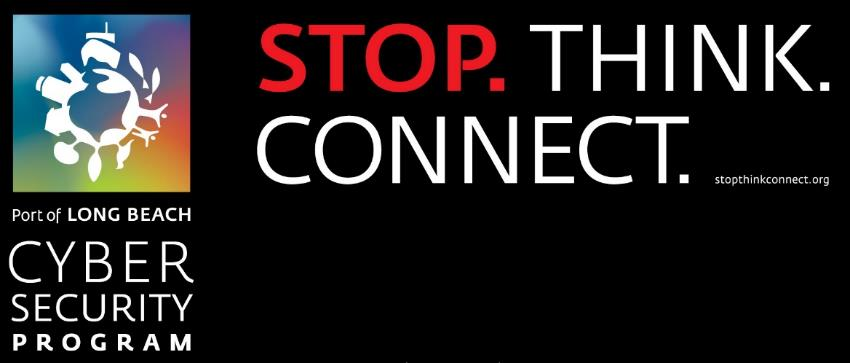 STOP. THINK.
CONNECT.
stopthinkconnect.org
Port of LONG BEACH
CYBER
SECURITY
PROGRAM